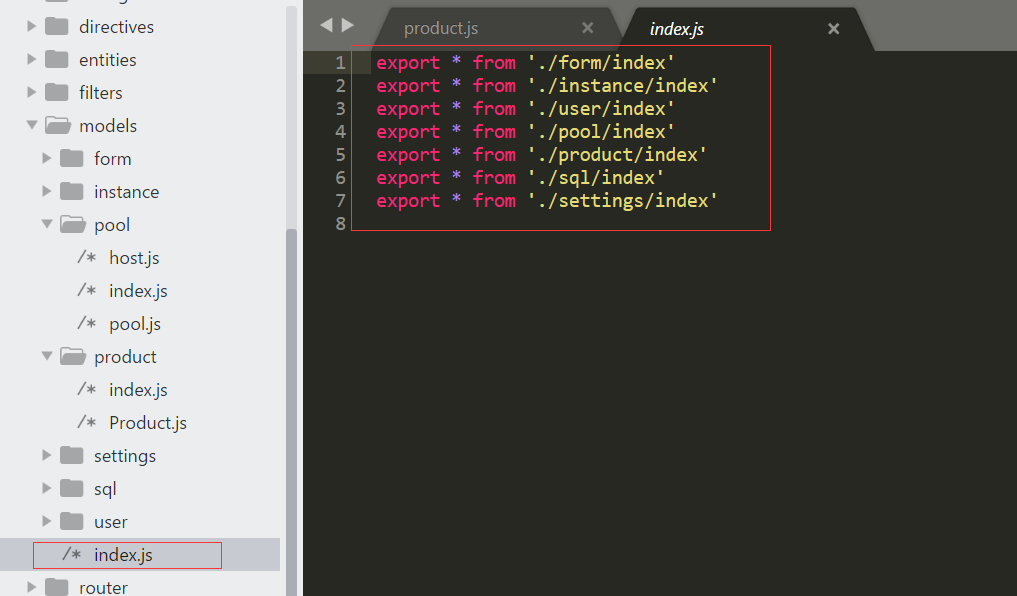 directives
entities
filters
models
form
instance
pool
/* host.js
/* index.js
/* pool.js
product
/* index.js
/* Product.js
settings
sql
user
/* index.js
router
product.js ×
index.js ×
1 export * from './form/index'
2 export * from './instance/index'
3 export * from './user/index'
4 export * from './pool/index'
5 export * from './product/index'
6 export * from './sql/index'
7 export * from './settings/index'
8